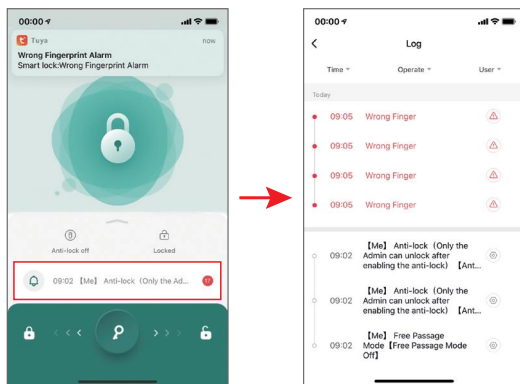 00:00
Tuya
now
Wrong Fingerprint Alarm
Smart lock:Wrong Fingerprint Alarm
Anti-lock off
Locked
09:02 【Me】 Anti-lock (Only the Ad...
00:00
Log
Time
Operate
User
Today
09:05 Wrong Finger
09:05 Wrong Finger
09:05 Wrong Finger
09:05 Wrong Finger
【Me】 Anti-lock (Only the
09:02 Admin can unlock after
enabling the anti-lock) 【Ant...
【Me】 Anti-lock (Only the
09:02 Admin can unlock after
enabling the anti-lock) 【Ant...
【Me】 Free Passage
09:02 Mode【Free Passage Mode
Off】